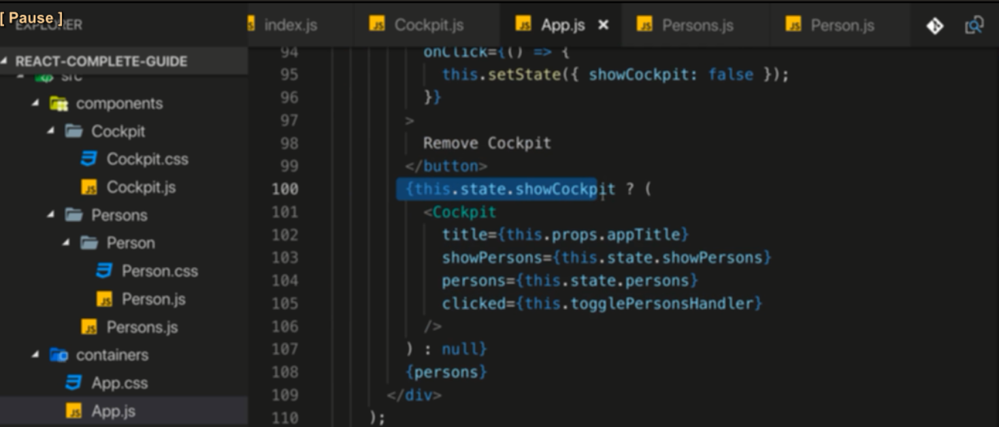 [ Pause ]
EXPLORER
index.js
Cockpit.js
App.js ×
Persons.js
Person.js
REACT-COMPLETE-GUIDE
src
components
Cockpit
Cockpit.css
Cockpit.js
Persons
Person
Person.css
Person.js
Persons.js
containers
App.css
App.js
94 onClick={() => {
95 this.setState({ showCockpit: false });
96 }}
97 >
98 Remove Cockpit
99 </button>
100 {this.state.showCockpit ? (
101 <Cockpit
102 title={this.props.appTitle}
103 showPersons={this.state.showPersons}
104 persons={this.state.persons}
105 clicked={this.togglePersonsHandler}
106 />
107 ) : null}
108 {persons}
109 </div>
110 );